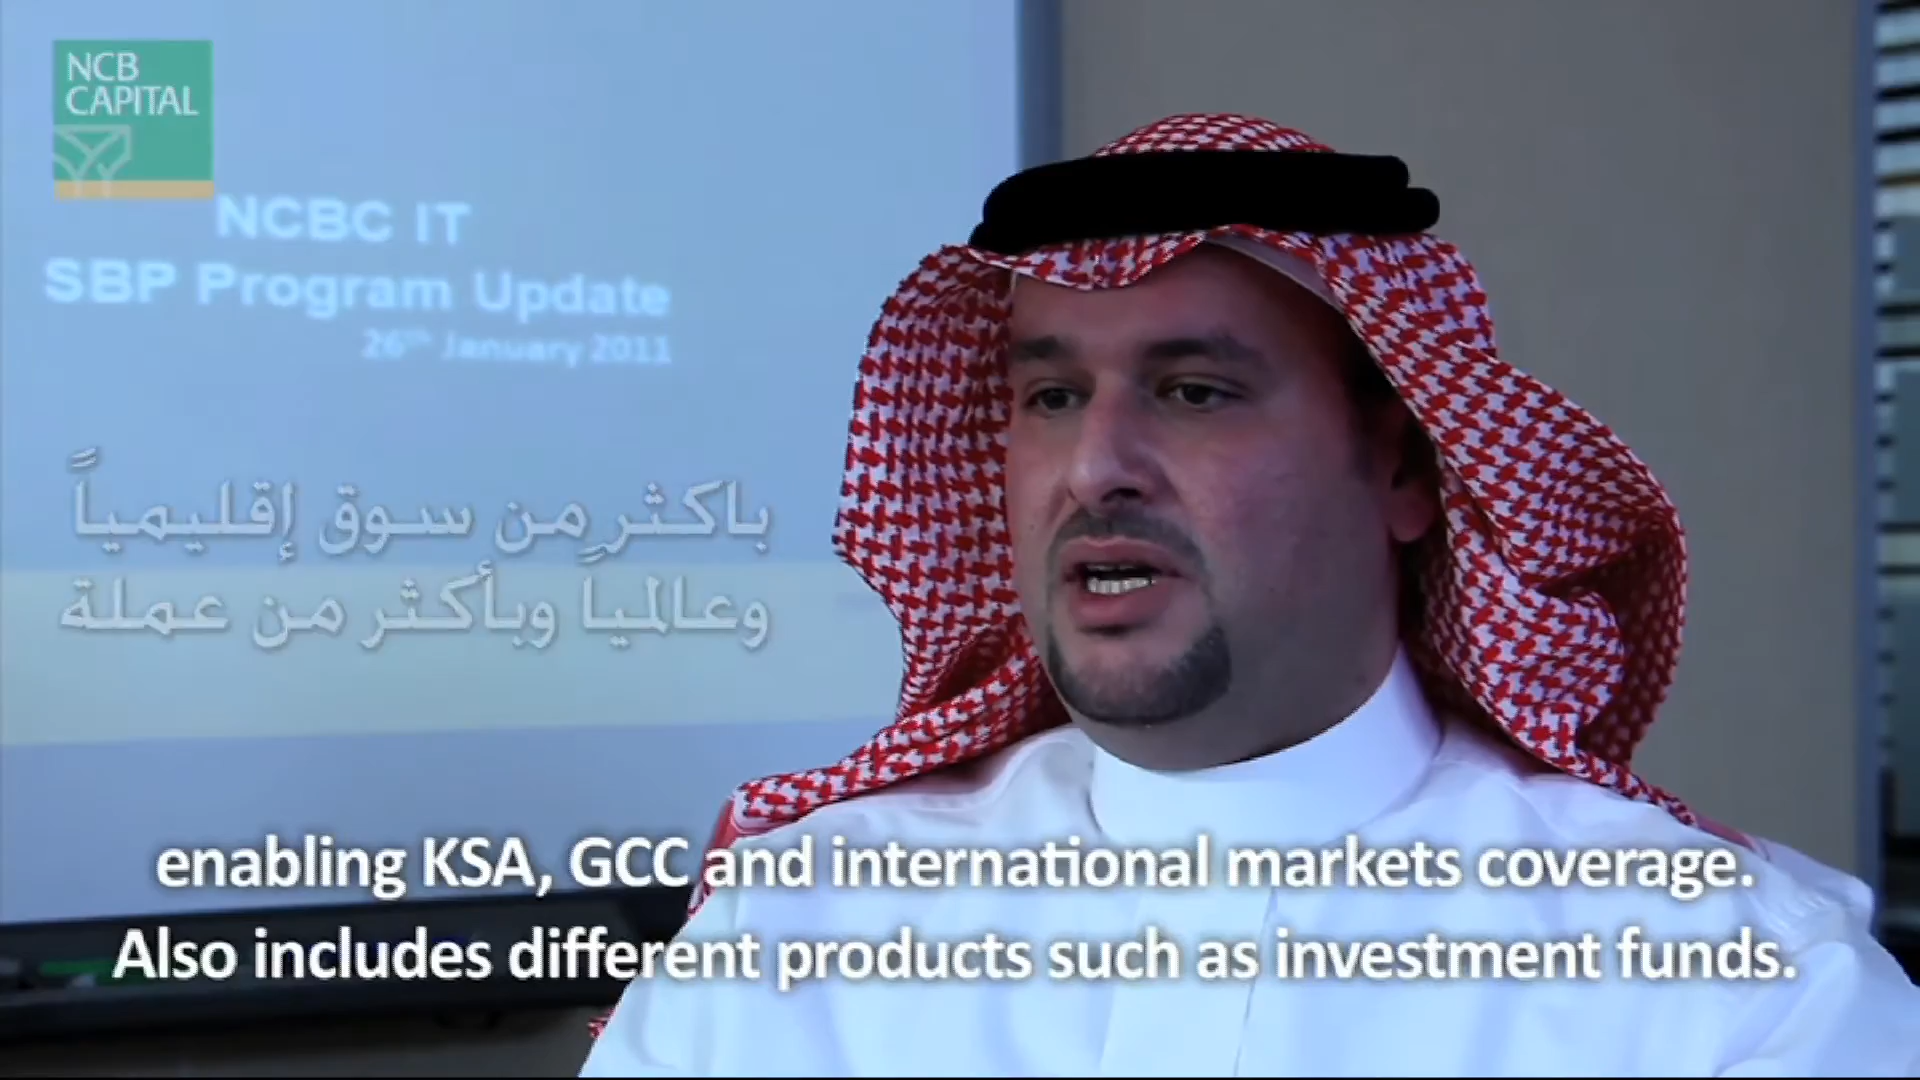 NCB
CAPITAL
NCBC IT
SBP Program Update
26th January 2011
باكثر من سوق إقليمياً
وعالمياً وبأكثر من عملة
enabling KSA, GCC and international markets coverage.
Also includes different products such as investment funds.